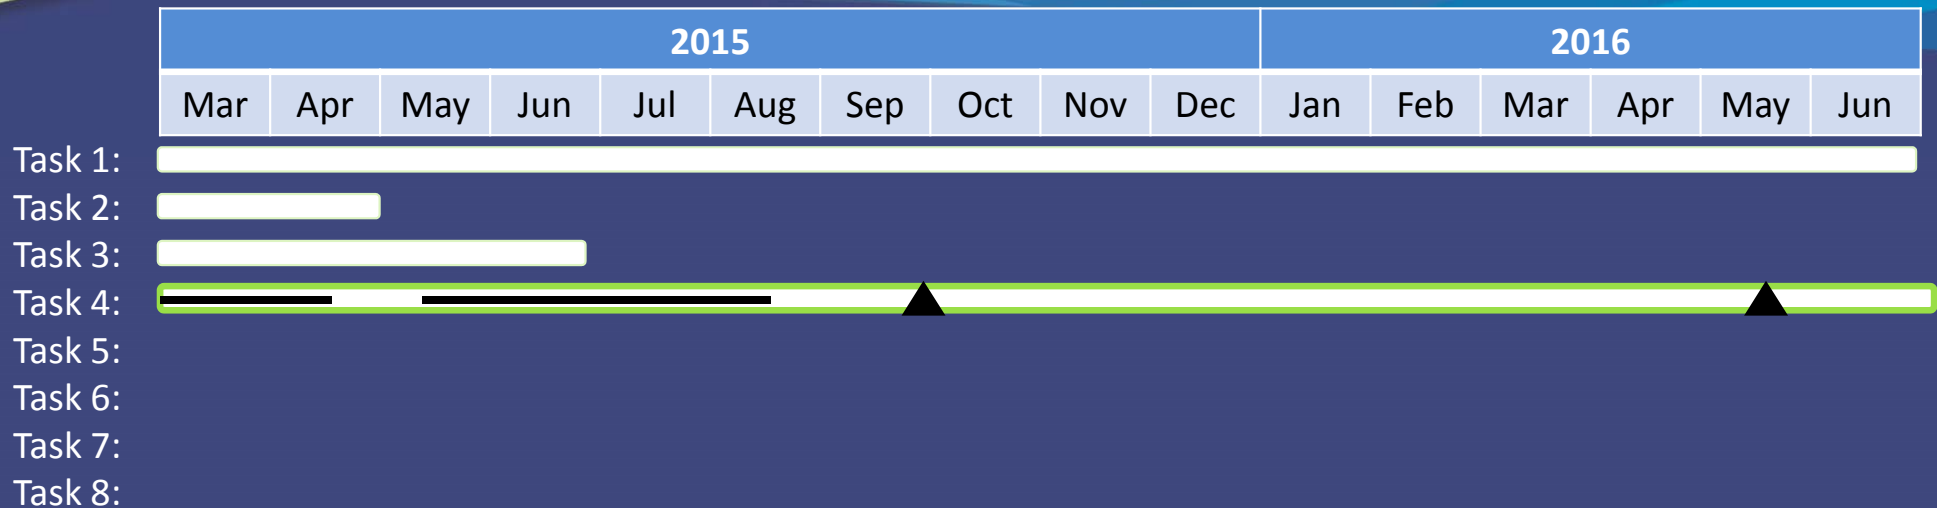 2015 2016
Mar Apr May Jun Jul Aug Sep Oct Nov Dec Jan Feb Mar Apr May Jun
Task 1:
Task 2:
Task 3:
Task 4:
Task 5:
Task 6:
Task 7:
Task 8: